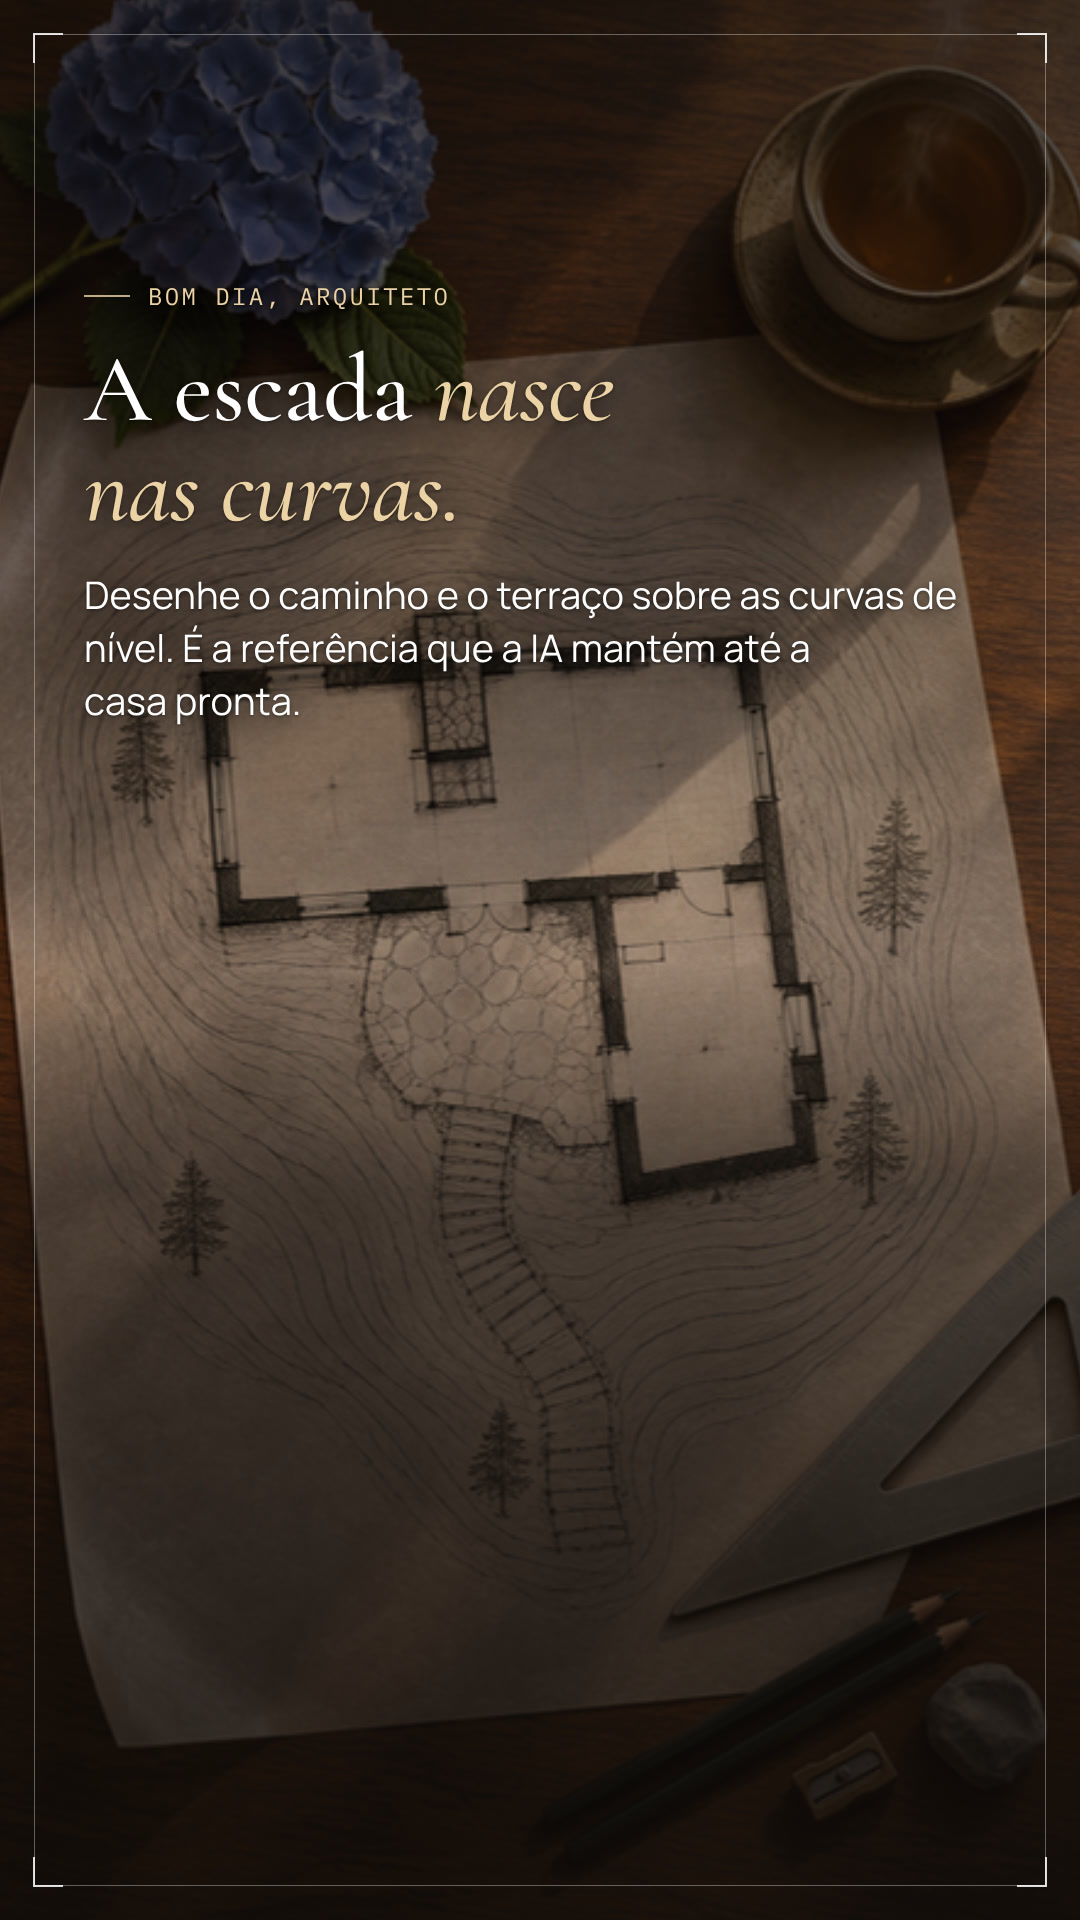 BOM DIA, ARQUITETO
A escada nasce
nas curvas.
Desenhe o caminho e o terraço sobre as curvas de
nível. É a referência que a IA mantém até a
casa pronta.